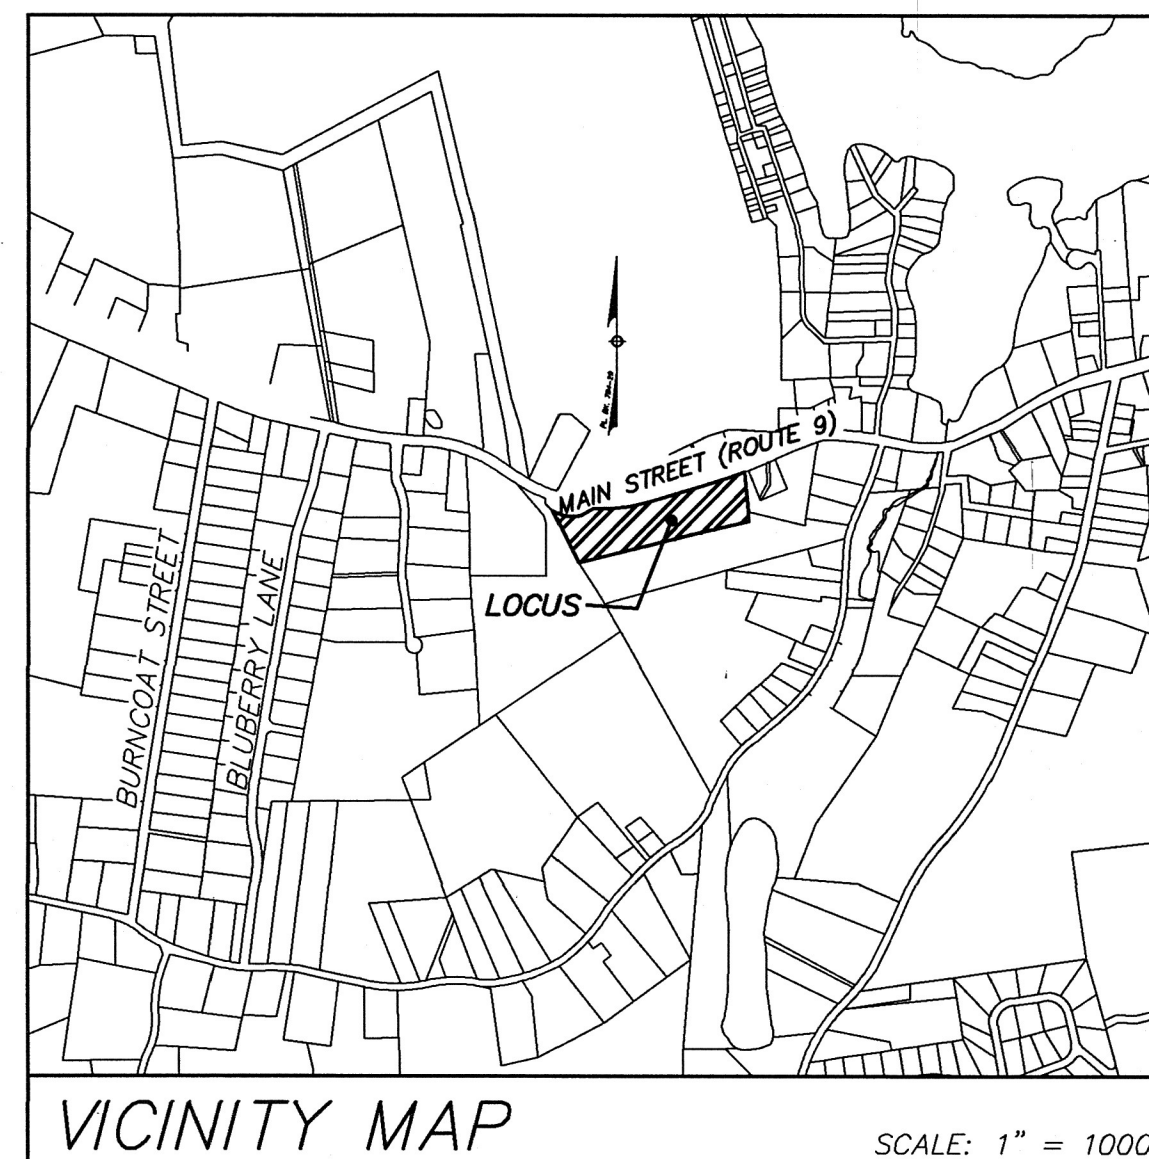 MAIN STREET (ROUTE 9)
LOCUS
BURNCOAT STREET
BLUBERRY LANE
VICINITY MAP
SCALE: 1" = 1000